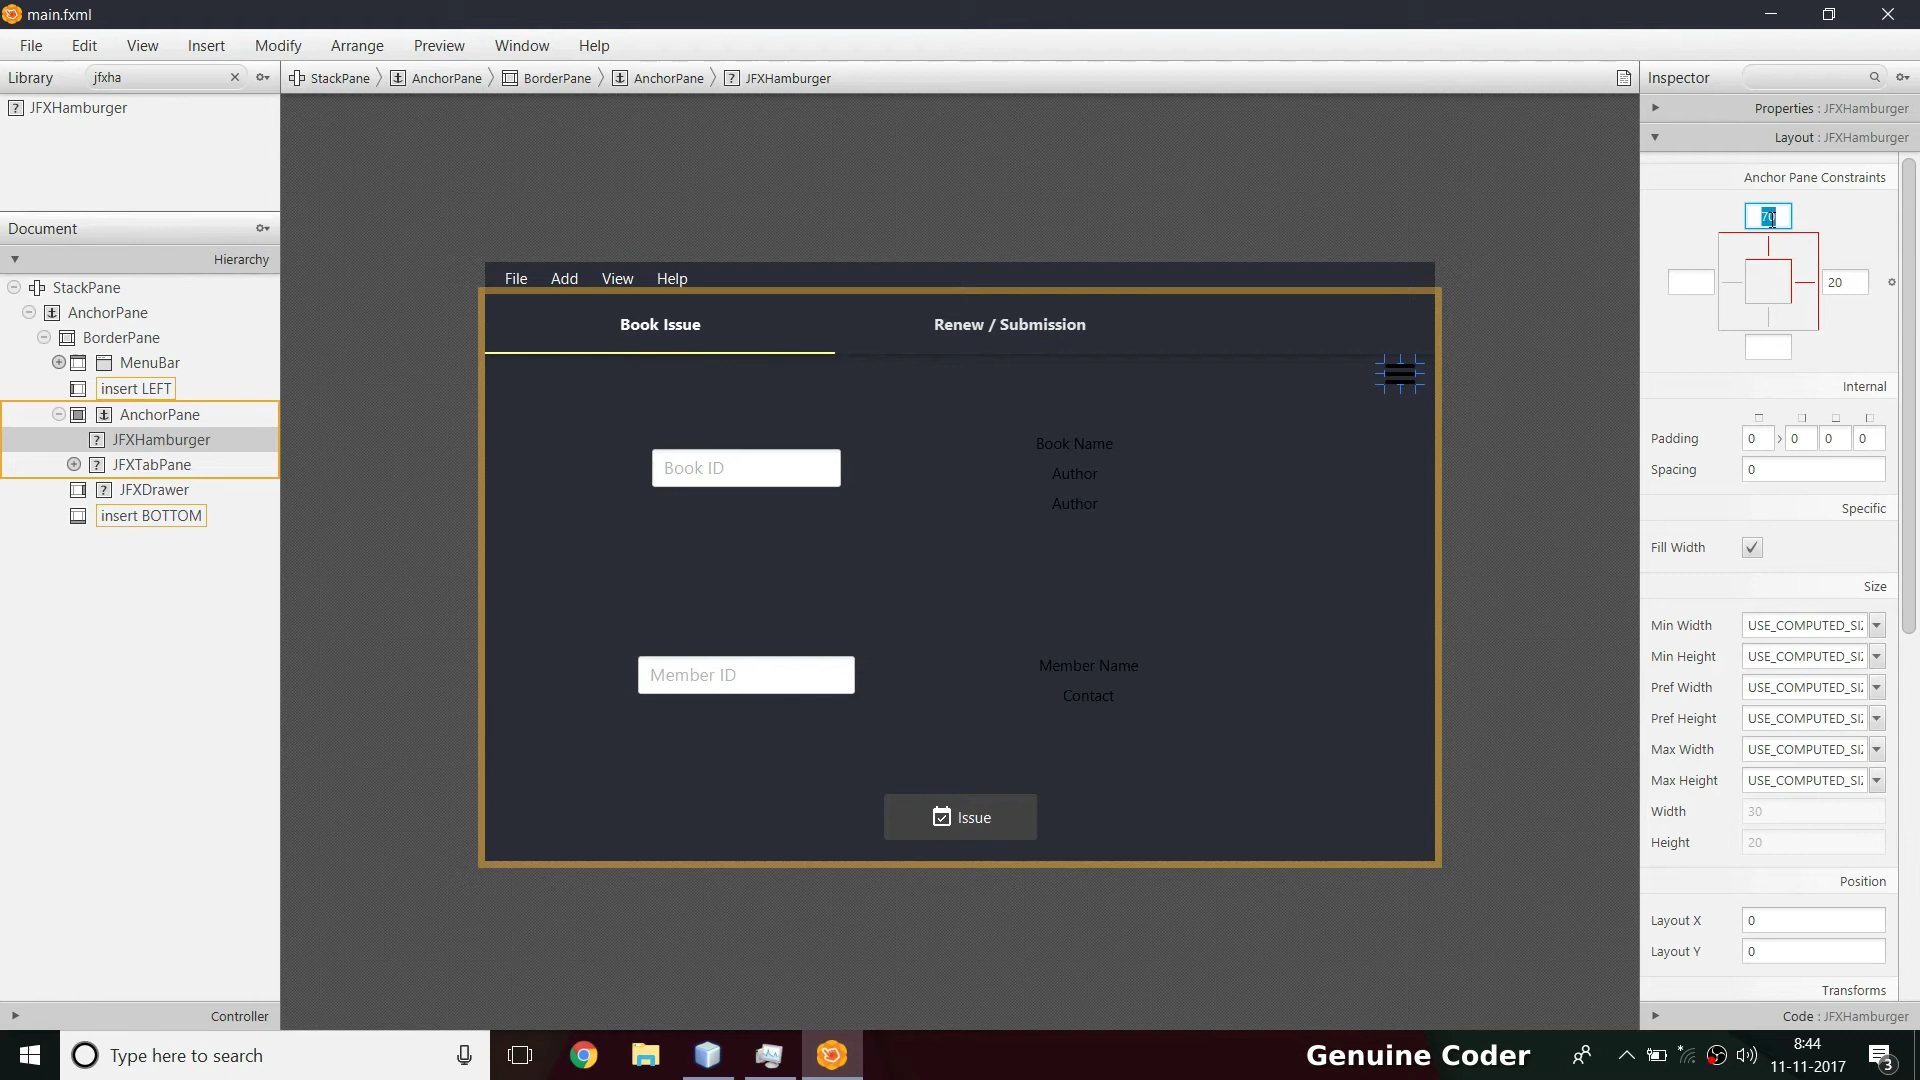 main.fxml
File Edit View Insert Modify Arrange Preview Window Help
Library jfxha
StackPane AnchorPane BorderPane AnchorPane JFXHamburger
Inspector
JFXHamburger
Properties : JFXHamburger
Layout : JFXHamburger
Anchor Pane Constraints
70
20
Document
Hierarchy
StackPane
AnchorPane
BorderPane
MenuBar
insert LEFT
AnchorPane
JFXHamburger
JFXTabPane
JFXDrawer
insert BOTTOM
Controller
File Add View Help
Book Issue Renew / Submission
Book ID
Book Name
Author
Author
Member ID
Member Name
Contact
Issue
Internal
Padding 0 0 0 0
Spacing 0
Specific
Fill Width
Size
Min Width USE_COMPUTED_SI
Min Height USE_COMPUTED_SI
Pref Width USE_COMPUTED_SI
Pref Height USE_COMPUTED_SI
Max Width USE_COMPUTED_SI
Max Height USE_COMPUTED_SI
Width 30
Height 20
Position
Layout X 0
Layout Y 0
Transforms
Code : JFXHamburger
Type here to search
Genuine Coder
8:44
11-11-2017
3